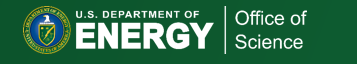 U.S. DEPARTMENT OF
ENERGY
Office of
Science